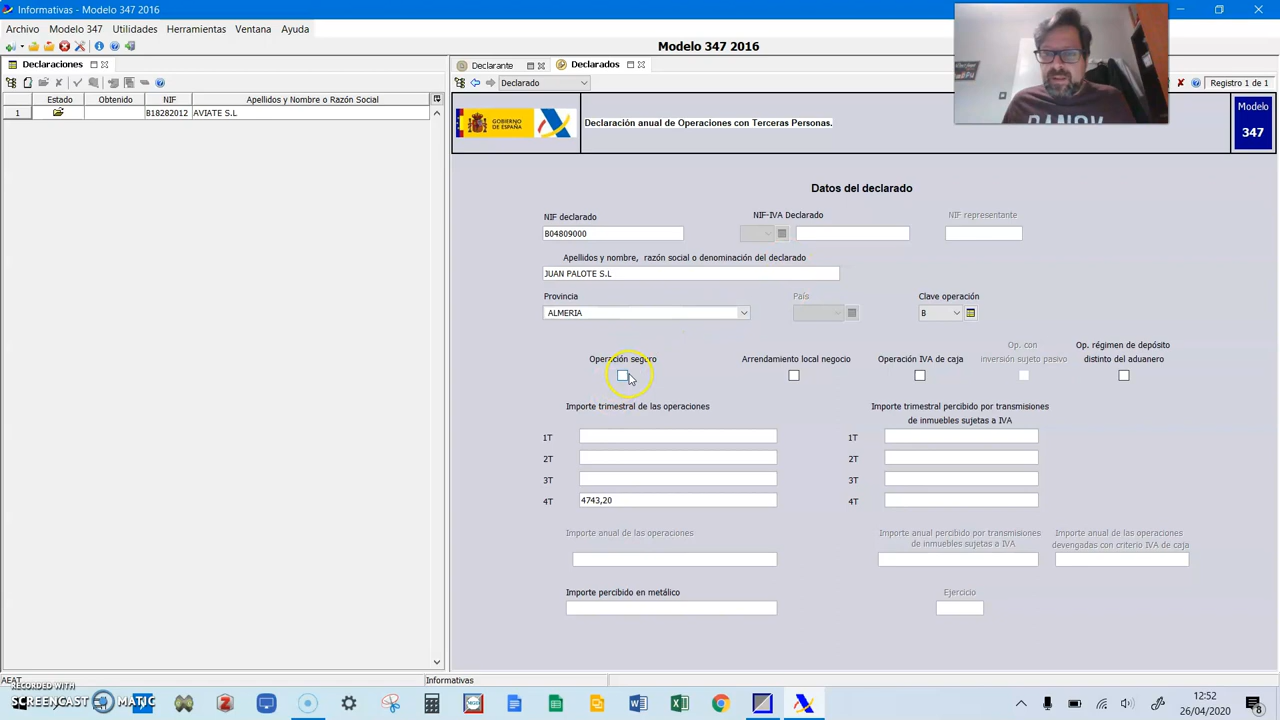 Informativas - Modelo 347 2016
Archivo Modelo 347 Utilidades Herramientas Ventana Ayuda
Modelo 347 2016
Declaraciones
Declarante
Declarados
Declarado
Registro 1 de 1
Estado Obtenido NIF Apellidos y Nombre o Razón Social
1 B18282012 AVIATE S.L
GOBIERNO
DE ESPAÑA
Declaración anual de Operaciones con Terceras Personas.
Modelo
347
Datos del declarado
NIF declarado NIF-IVA Declarado NIF representante
B04809000
Apellidos y nombre, razón social o denominación del declarado
JUAN PALOTE S.L
Provincia País Clave operación
ALMERIA B
Operación seguro
Arrendamiento local negocio
Operación IVA de caja
Op. con
inversión sujeto pasivo
Op. régimen de depósito
distinto del aduanero
Importe trimestral de las operaciones
Importe trimestral percibido por transmisiones
de inmuebles sujetas a IVA
1T 1T
2T 2T
3T 3T
4T 4743,20 4T
Importe anual de las operaciones
Importe anual percibido por transmisiones
de inmuebles sujetas a IVA
Importe anual de las operaciones
devengadas con criterio IVA de caja
Importe percibido en metálico Ejercicio
AEAT Informativas
RECORDED WITH
SCREENCAST MATIC
12:52
26/04/2020
8